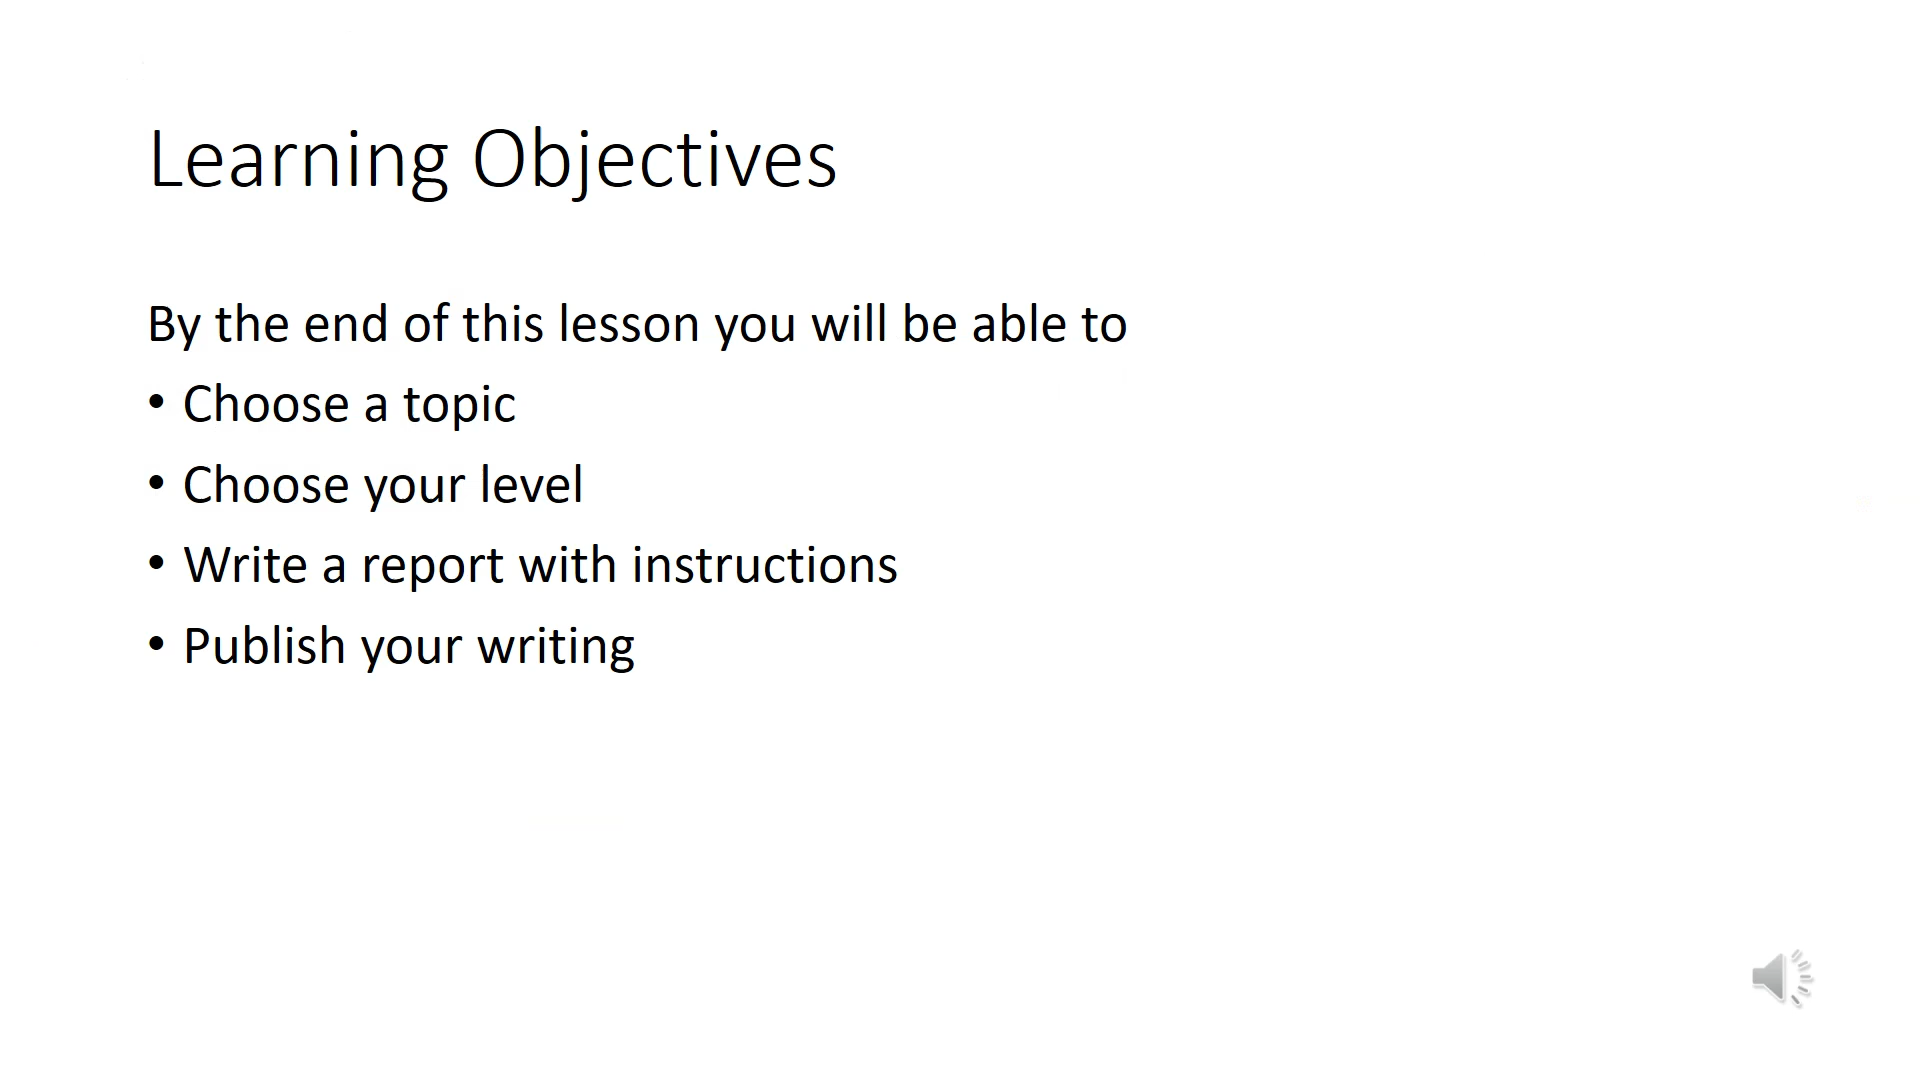 Learning Objectives
By the end of this lesson you will be able to
• Choose a topic
• Choose your level
• Write a report with instructions
• Publish your writing